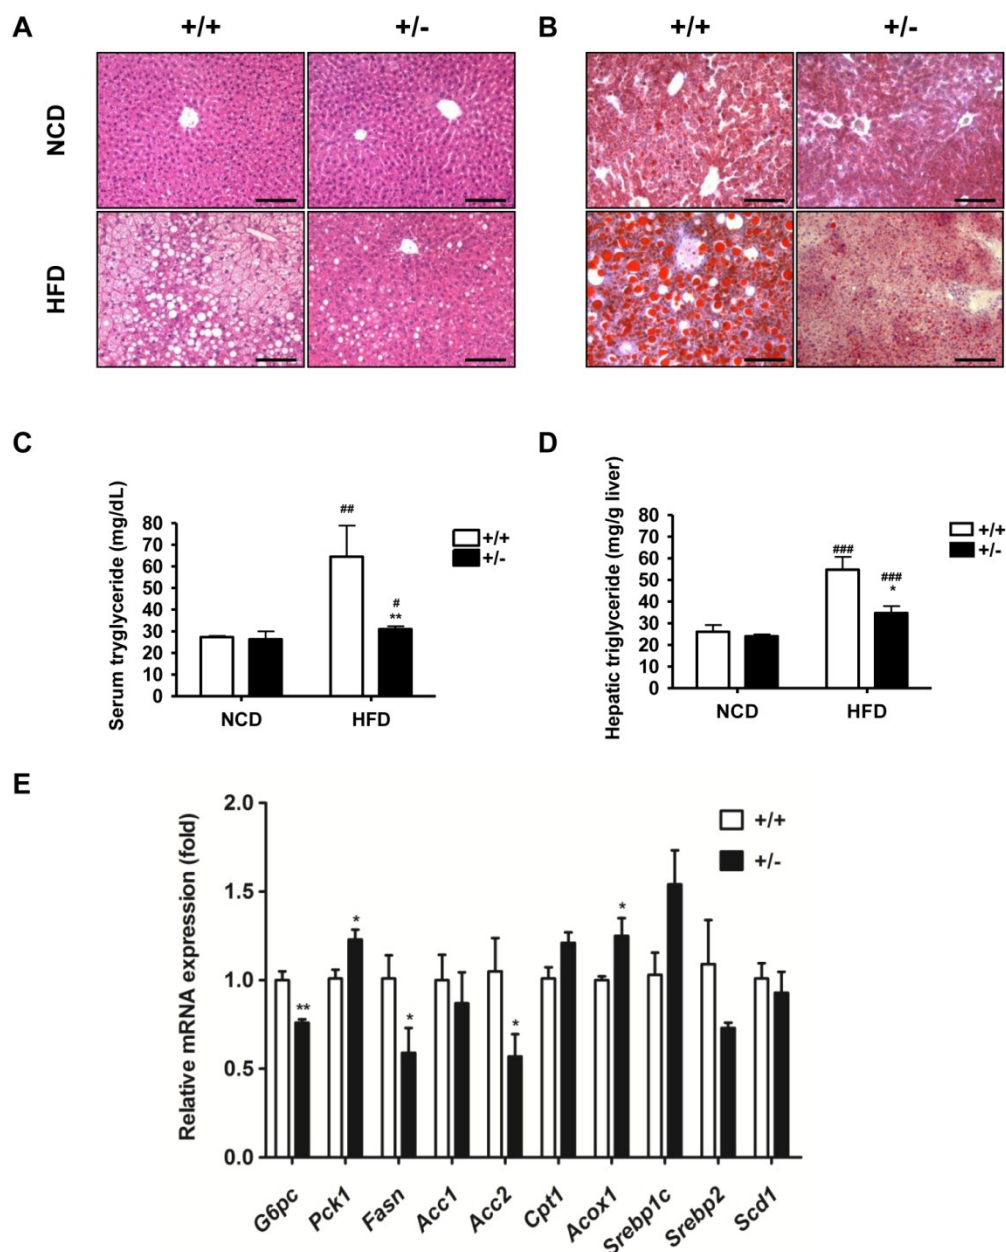 A
+/+
+/-
B
+/+
+/-
NCD
HFD
C
Serum tryglyceride (mg/dL)
80
70
60
50
40
30
20
10
0
##
#
**
+/+
+/-
NCD
HFD
D
Hepatic triglyceride (mg/g liver)
80
70
60
50
40
30
20
10
0
###
###
*
+/+
+/-
NCD
HFD
E
Relative mRNA expression (fold)
2.0
1.5
1.0
0.5
0.0
+/+
+/-
**
*
*
*
*
G6pc
Pck1
Fasn
Acc1
Acc2
Cpt1
Acox1
Srebp1c
Srebp2
Scd1